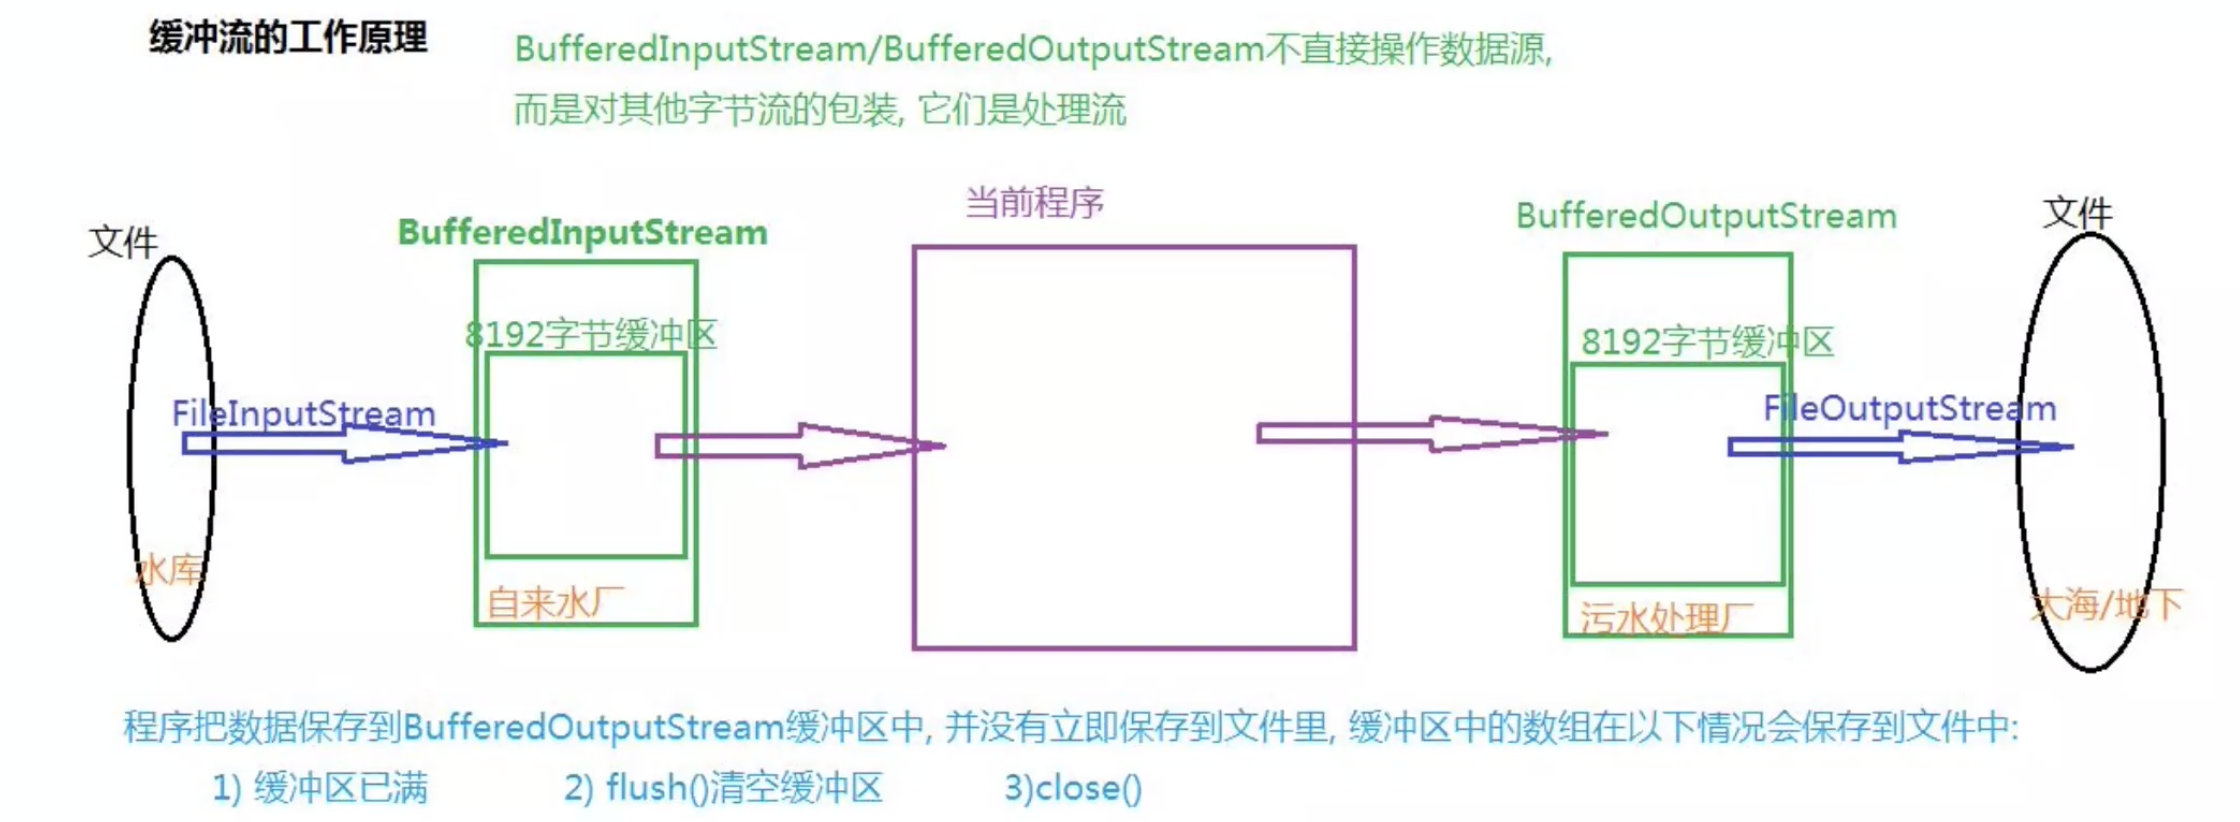 缓冲流的工作原理
BufferedInputStream/BufferedOutputStream不直接操作数据源,
而是对其他字节流的包装, 它们是处理流
当前程序
文件
BufferedInputStream
BufferedOutputStream
文件
8192字节缓冲区
8192字节缓冲区
FileInputStream
FileOutputStream
水库
自来水厂
污水处理厂
大海/地下
程序把数据保存到BufferedOutputStream缓冲区中, 并没有立即保存到文件里, 缓冲区中的数组在以下情况会保存到文件中:
1) 缓冲区已满 2) flush()清空缓冲区 3)close()